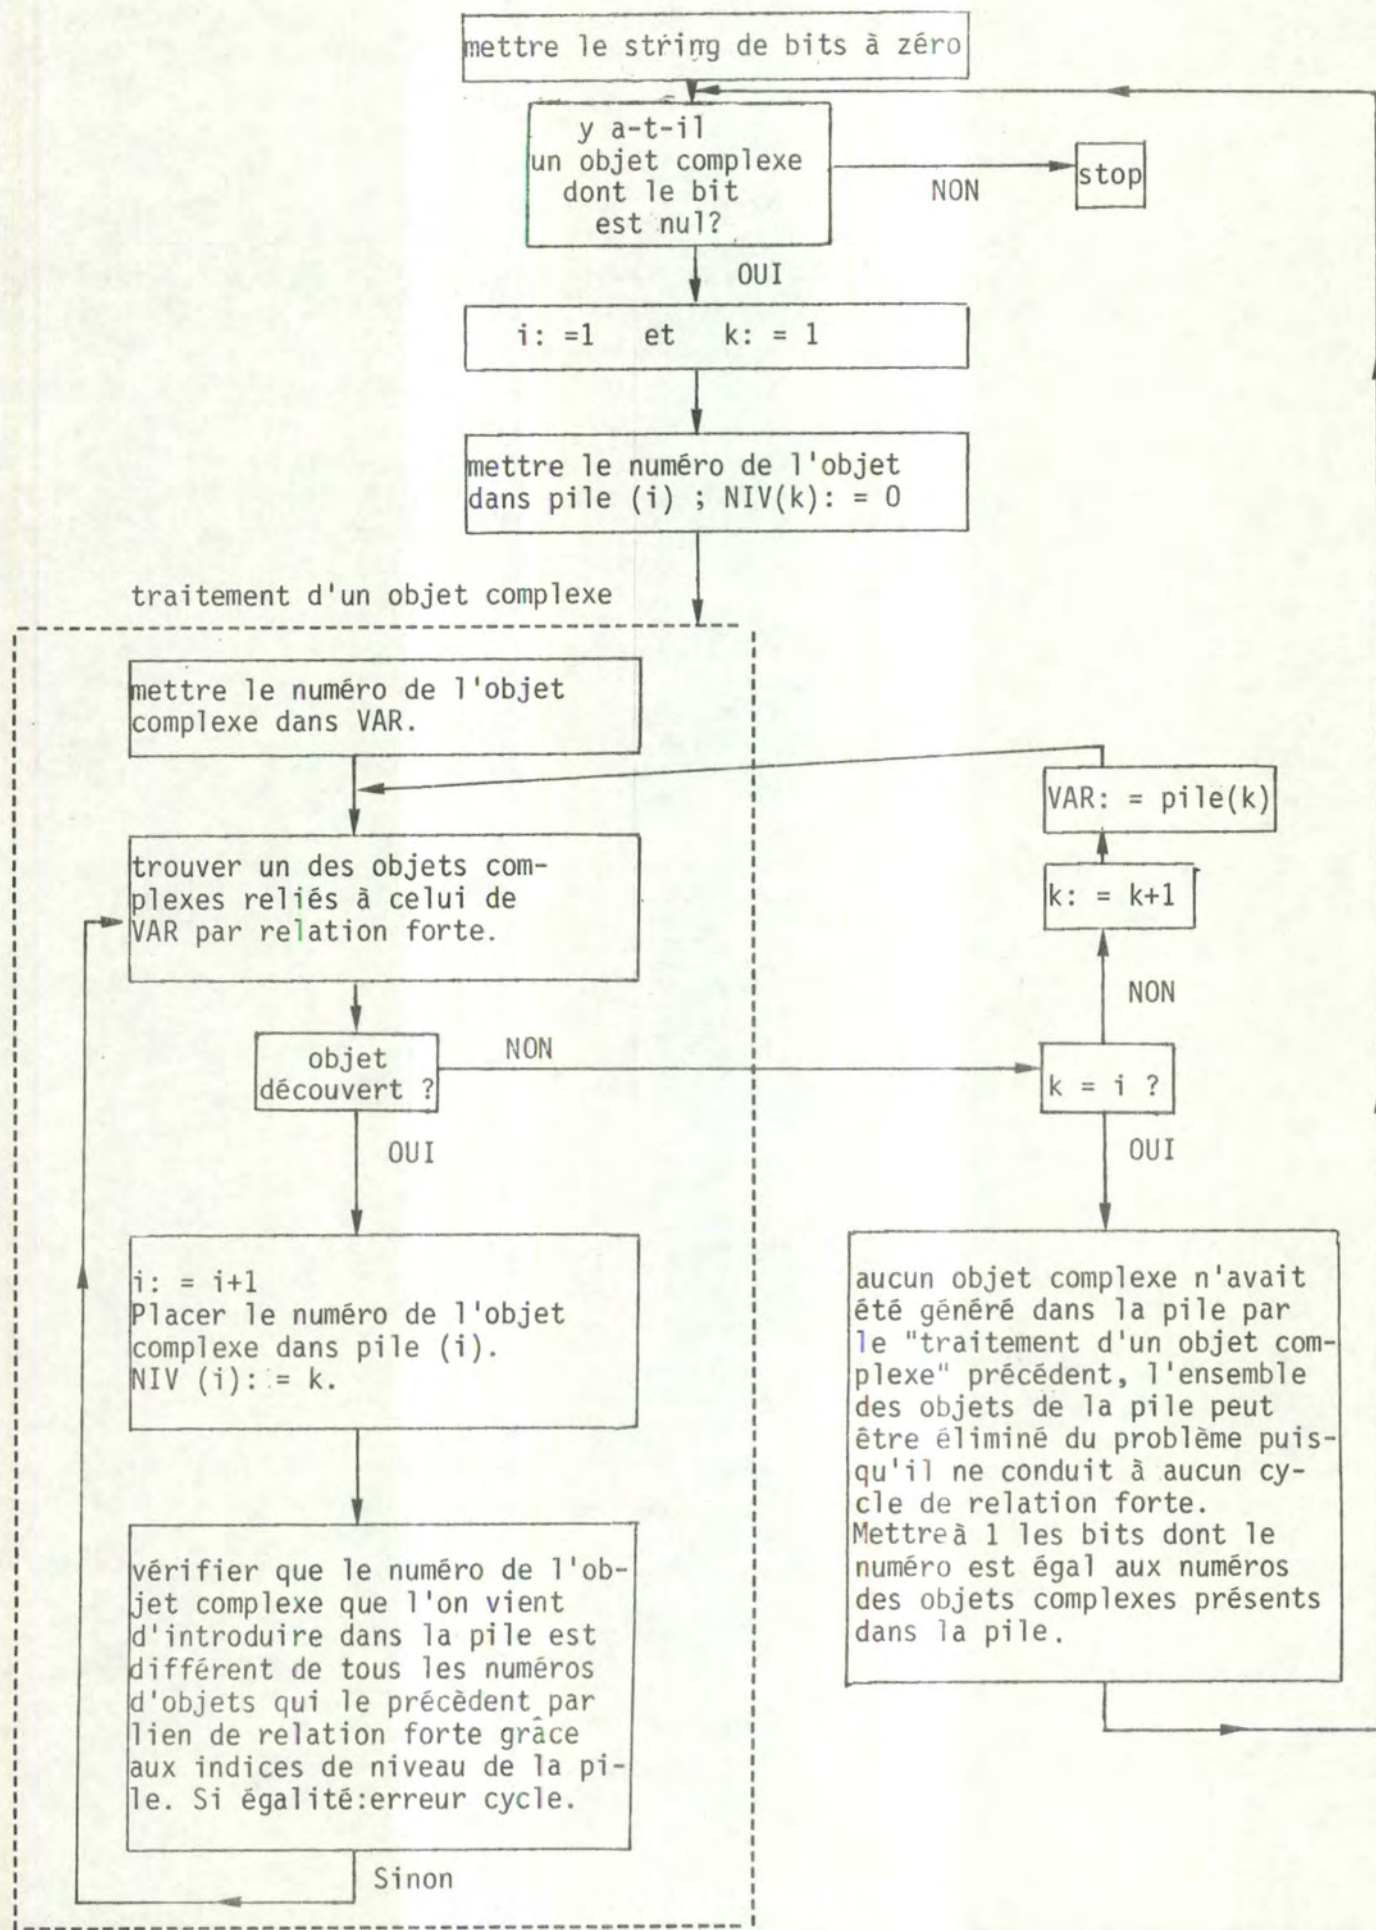 mettre le string de bits à zéro
y a-t-il
un objet complexe
dont le bit
est nul?
NON
stop
OUI
i: =1 et k: = 1
mettre le numéro de l'objet
dans pile (i) ; NIV(k): = 0
traitement d'un objet complexe
mettre le numéro de l'objet
complexe dans VAR.
VAR: = pile(k)
k: = k+1
trouver un des objets com-
plexes reliés à celui de
VAR par relation forte.
NON
objet
découvert ?
NON
k = i ?
OUI
OUI
i: = i+1
Placer le numéro de l'objet
complexe dans pile (i).
NIV (i): = k.
aucun objet complexe n'avait
été généré dans la pile par
le "traitement d'un objet com-
plexe" précédent, l'ensemble
des objets de la pile peut
être éliminé du problème puis-
qu'il ne conduit à aucun cy-
cle de relation forte.
Mettre à 1 les bits dont le
numéro est égal aux numéros
des objets complexes présents
dans la pile.
vérifier que le numéro de l'ob-
jet complexe que l'on vient
d'introduire dans la pile est
différent de tous les numéros
d'objets qui le précèdent par
lien de relation forte grâce
aux indices de niveau de la pi-
le. Si égalité:erreur cycle.
Sinon